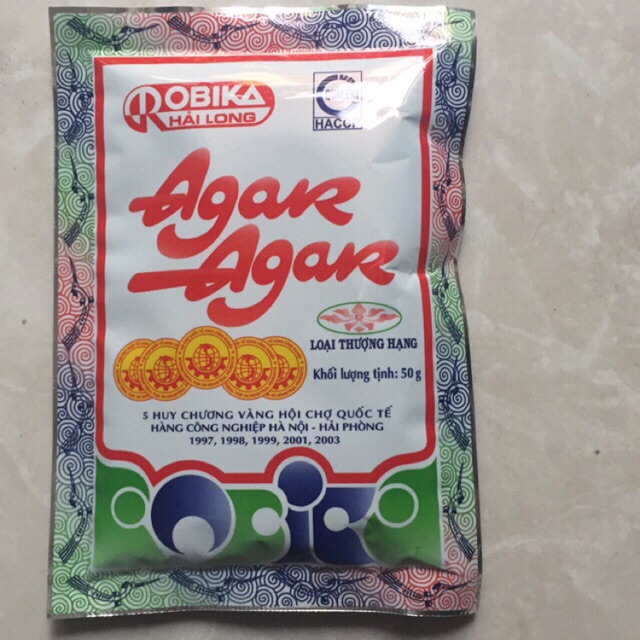 ROBIKA
HẢI LONG
HACCP
Agar
Agar
LOẠI THƯỢNG HẠNG
Khối lượng tịnh: 50 g
5 HUY CHƯƠNG VÀNG HỘI CHỢ QUỐC TẾ
HÀNG CÔNG NGHIỆP HÀ NỘI - HẢI PHÒNG
1997, 1998, 1999, 2001, 2003